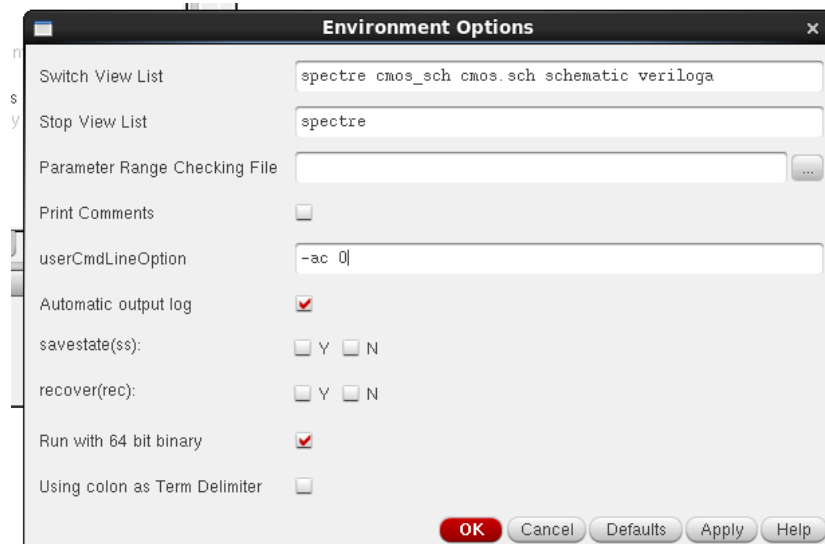 Environment Options
Switch View List spectre cmos_sch cmos.sch schematic veriloga
Stop View List spectre
Parameter Range Checking File ...
Print Comments
userCmdLineOption -ac 0
Automatic output log
savestate(ss): Y N
recover(rec): Y N
Run with 64 bit binary
Using colon as Term Delimiter
OK Cancel Defaults Apply Help